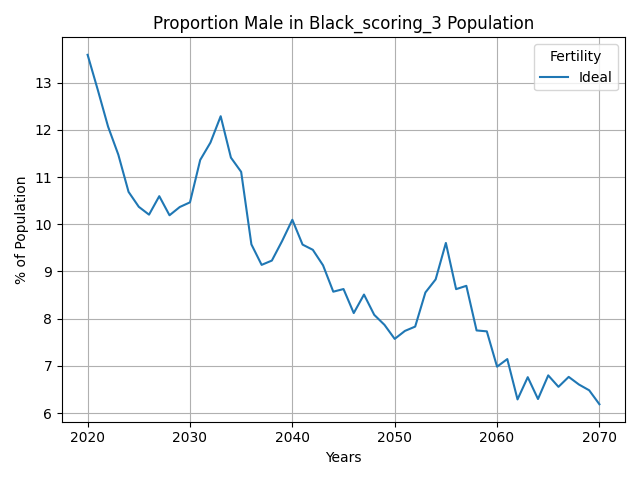 Proportion Male in Black_scoring_3 Population
Fertility
Ideal
% of Population
13
12
11
10
9
8
7
6
2020 2030 2040 2050 2060 2070
Years